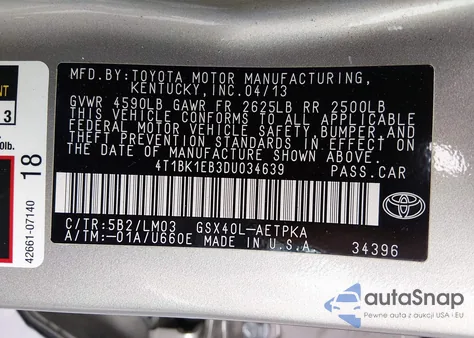 MFD.BY:TOYOTA MOTOR MANUFACTURING,
KENTUCKY,INC.04/13
GVWR 4590LB GAWR FR 2625LB RR 2500LB
THIS VEHICLE CONFORMS TO ALL APPLICABLE
FEDERAL MOTOR VEHICLE SAFETY,BUMPER,AND
THEFT PREVENTION STANDARDS IN EFFECT ON
THE DATE OF MANUFACTURE SHOWN ABOVE.
4T1BK1EB3DU034639 PASS.CAR
C/TR:5B2/LM03 GSX40L-AETPKA
A/TM:-01A/U660E MADE IN U.S.A. 34396
TOYOTA
3
0lb.
18
42661-07140
autoSnap
Pewne auta z aukcji USA i EU